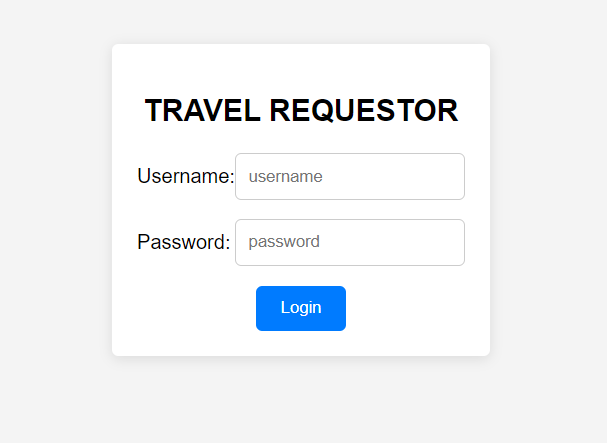 TRAVEL REQUESTOR
Username: username
Password: password
Login